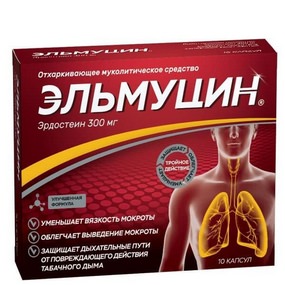 Отхаркивающее муколитическое средство
ЭЛЬМУЦИН®
Эрдостеин 300 мг
ЗАЩИЩАЕТ
ТРОЙНОЕ
ДЕЙСТВИЕ
УЛУЧШЕННАЯ
ФОРМУЛА
УМЕНЬШАЕТ ВЯЗКОСТЬ МОКРОТЫ
ОБЛЕГЧАЕТ ВЫВЕДЕНИЕ МОКРОТЫ
ЗАЩИЩАЕТ ДЫХАТЕЛЬНЫЕ ПУТИ
ОТ ПОВРЕЖДАЮЩЕГО ДЕЙСТВИЯ
ТАБАЧНОГО ДЫМА
10 КАПСУЛ